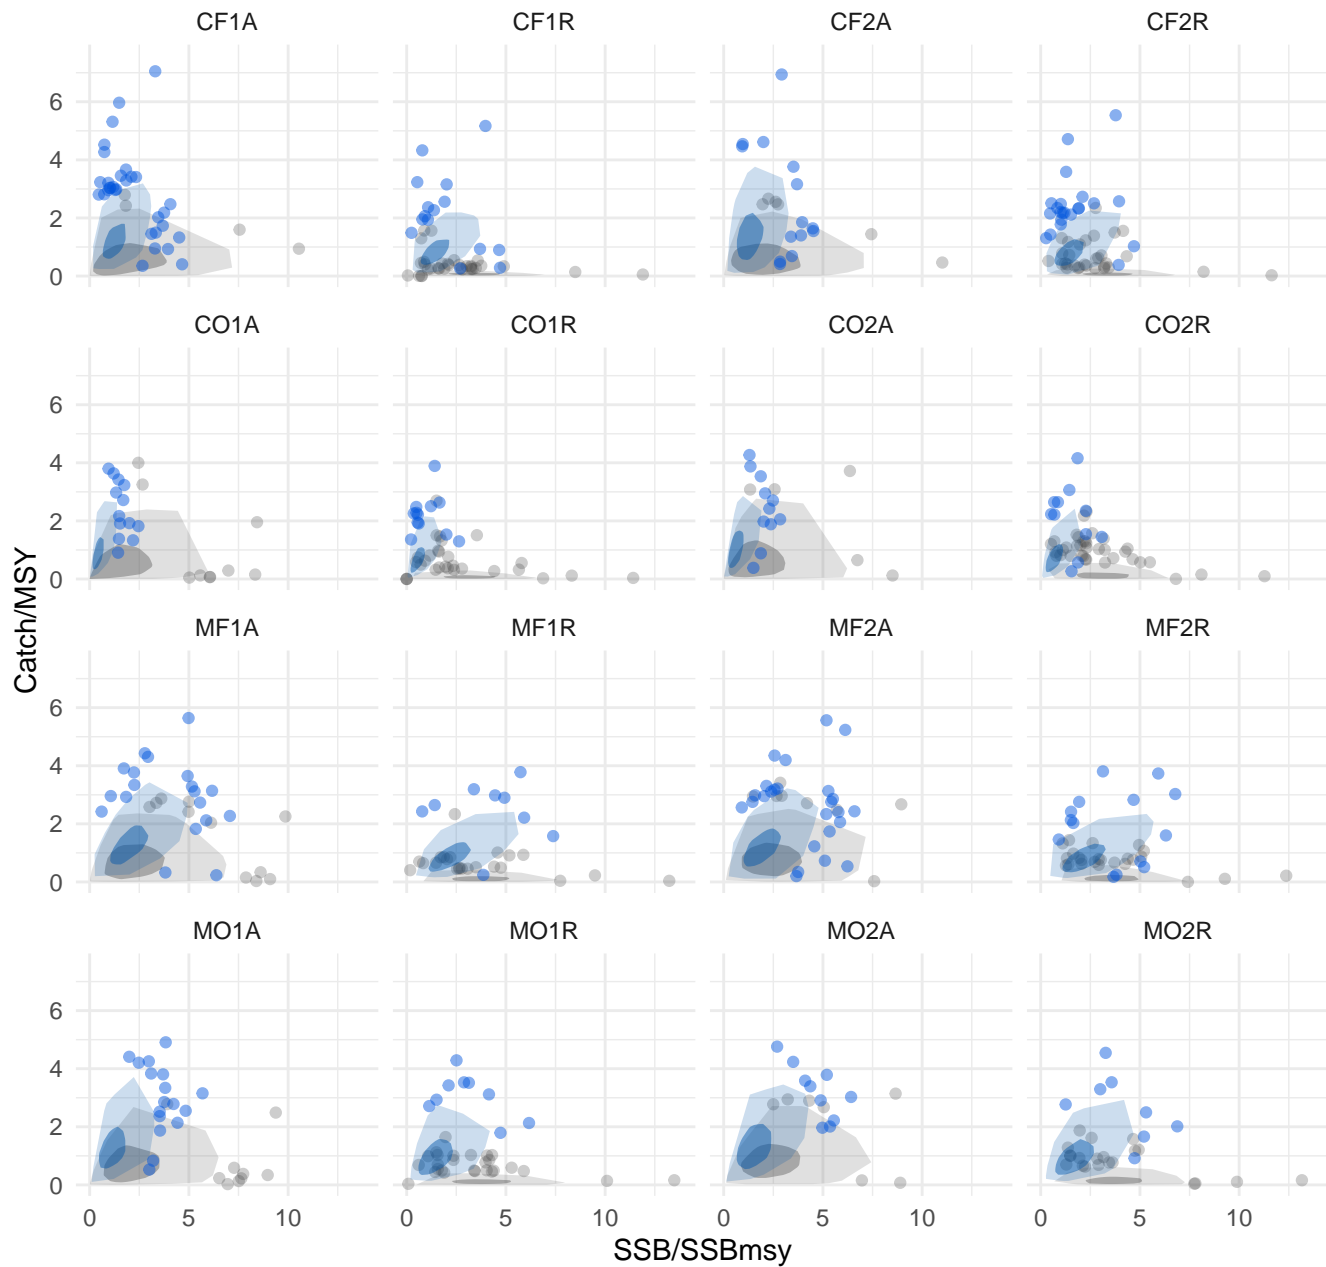 CF1A CF1R CF2A CF2R
6
4
2
0
CO1A CO1R CO2A CO2R
6
4
2
0
Catch/MSY
MF1A MF1R MF2A MF2R
6
4
2
0
MO1A MO1R MO2A MO2R
6
4
2
0
0 5 10 0 5 10 0 5 10 0 5 10
SSB/SSBmsy